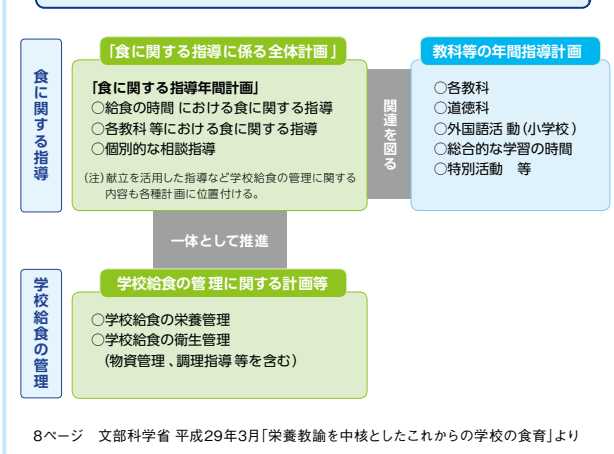 食に関する指導
「食に関する指導に係る全体計画」
「食に関する指導年間計画」
○給食の時間における食に関する指導
○各教科等における食に関する指導
○個別的な相談指導
(注)献立を活用した指導など学校給食の管理に関する
内容も各種計画に位置付ける。
関連を図る
教科等の年間指導計画
○各教科
○道徳科
○外国語活動(小学校)
○総合的な学習の時間
○特別活動 等
一体として推進
学校給食の管理
学校給食の管理に関する計画等
○学校給食の栄養管理
○学校給食の衛生管理
(物資管理、調理指導等を含む)
8ページ 文部科学省 平成29年3月「栄養教諭を中核としたこれからの学校の食育」より